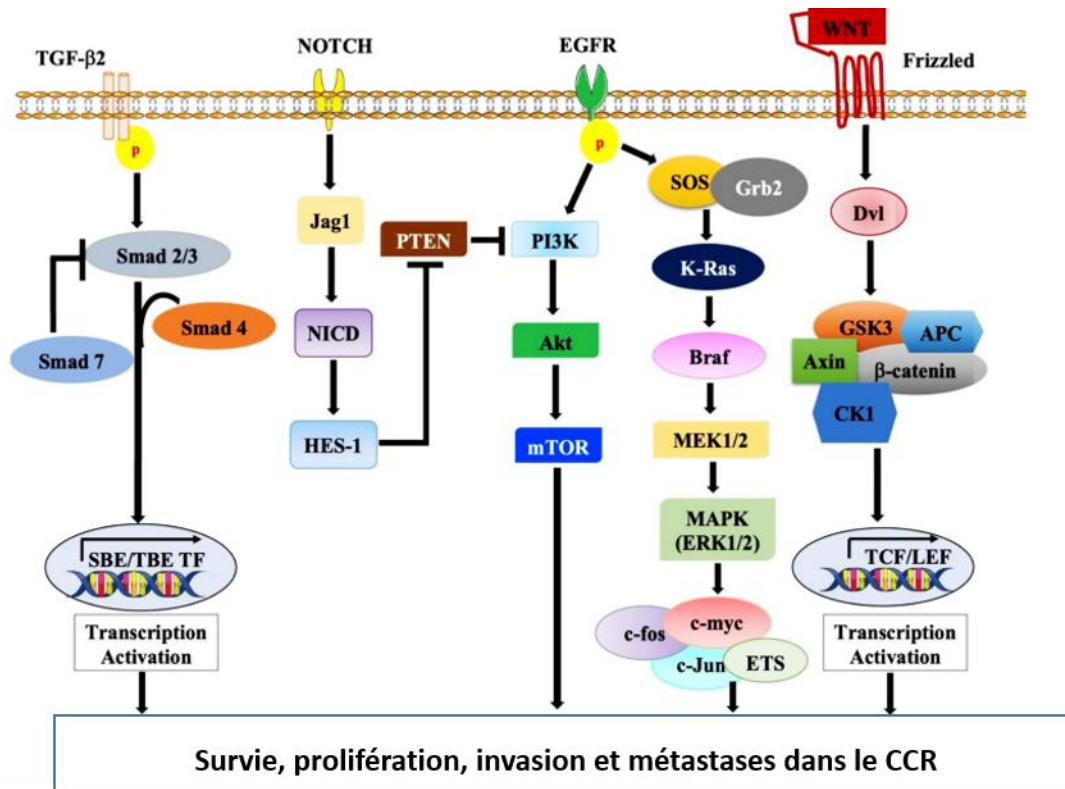 TGF-β2
NOTCH
EGFR
WNT
Frizzled
p
p
SOS
Grb2
Jag1
PTEN
PI3K
Dvl
Smad 2/3
K-Ras
Smad 4
NICD
Akt
Braf
GSK3
APC
Smad 7
Axin
β-catenin
CK1
HES-1
mTOR
MEK1/2
MAPK
(ERK1/2)
SBE/TBE TF
TCF/LEF
c-fos
c-myc
c-Jun
ETS
Transcription
Activation
Transcription
Activation
Survie, prolifération, invasion et métastases dans le CCR